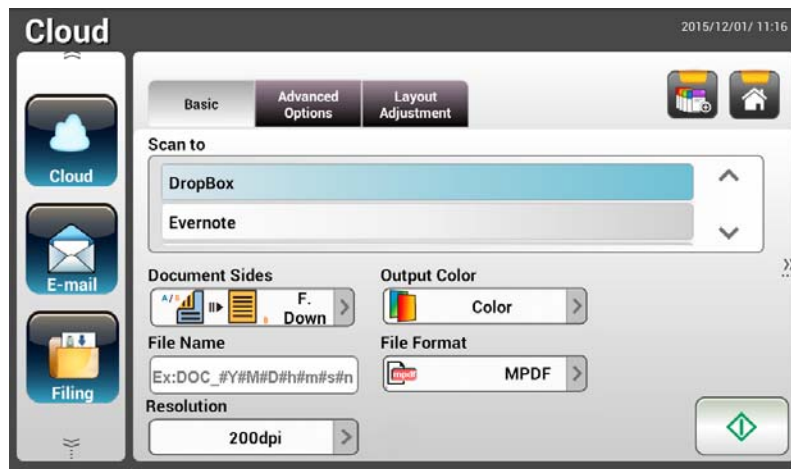 Cloud
2015/12/01/ 11:16
Basic
Advanced
Options
Layout
Adjustment
Cloud
Scan to
DropBox
Evernote
E-mail
Document Sides
Output Color
F.
Down
Color
File Name
File Format
Ex:DOC_#Y#M#D#h#m#s#n
mpdf
MPDF
Filing
Resolution
200dpi